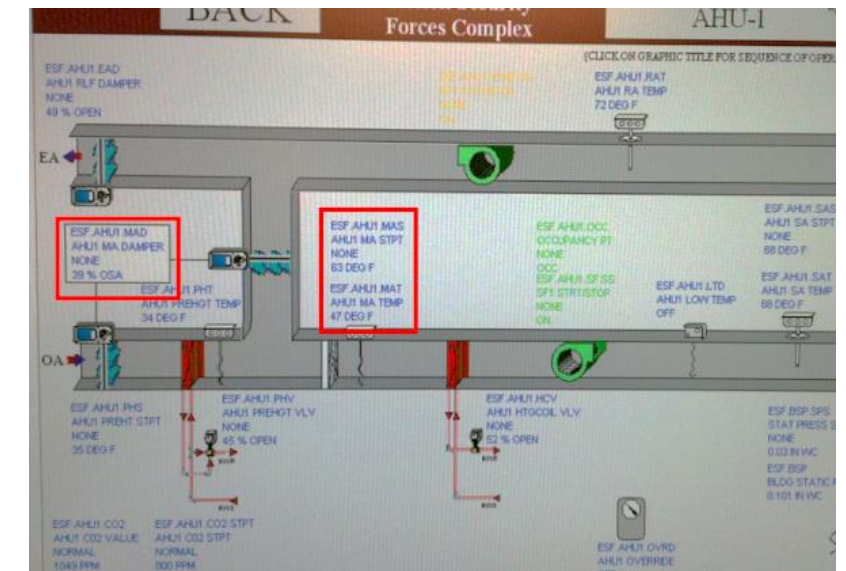 BACK
Forces Complex
AHU-1
(CLICK ON GRAPHIC TITLE FOR SEQUENCE OF OPER
ESF.AHU1.EAD
AHU1 RLF DAMPER
NONE
49 % OPEN
ESF.AHU1.RAT
AHU1 RA TEMP
72 DEG F
EA
ESF.AHU1.MAD
AHU1 MA DAMPER
NONE
39 % OSA
ESF.AHU1.PHT
AHU1 PREHGT TEMP
34 DEG F
ESF.AHU1.MAS
AHU1 MA STPT
NONE
63 DEG F
ESF.AHU1.MAT
AHU1 MA TEMP
47 DEG F
ESF.AHU1.OCC
OCCUPANCY PT
NONE
OCC
ESF.AHU1.SF.SS
SF1 STRT/STOP
NONE
ON
ESF.AHU1.LTD
AHU1 LOW TEMP
OFF
ESF.AHU1.SAS
AHU1 SA STPT
NONE
68 DEG F
ESF.AHU1.SAT
AHU1 SA TEMP
68 DEG F
OA
ESF.AHU1.PHS
AHU1 PREHT STPT
NONE
35 DEG F
ESF.AHU1.PHV
AHU1 PREHGT VLV
NONE
45 % OPEN
ESF.AHU1.HCV
AHU1 HTGCOIL VLV
NONE
52 % OPEN
ESF.BSP.SPS
STAT PRESS S
NONE
0.03 IN WC
ESF.BSP
BLDG STATIC
0.101 IN WC
ESF.AHU1.CO2
AHU1 CO2 VALUE
NORMAL
1049 PPM
ESF.AHU1.CO2.STPT
AHU1 CO2 STPT
NORMAL
800 PPM
ESF.AHU1.OVRD
AHU1 OVERRIDE